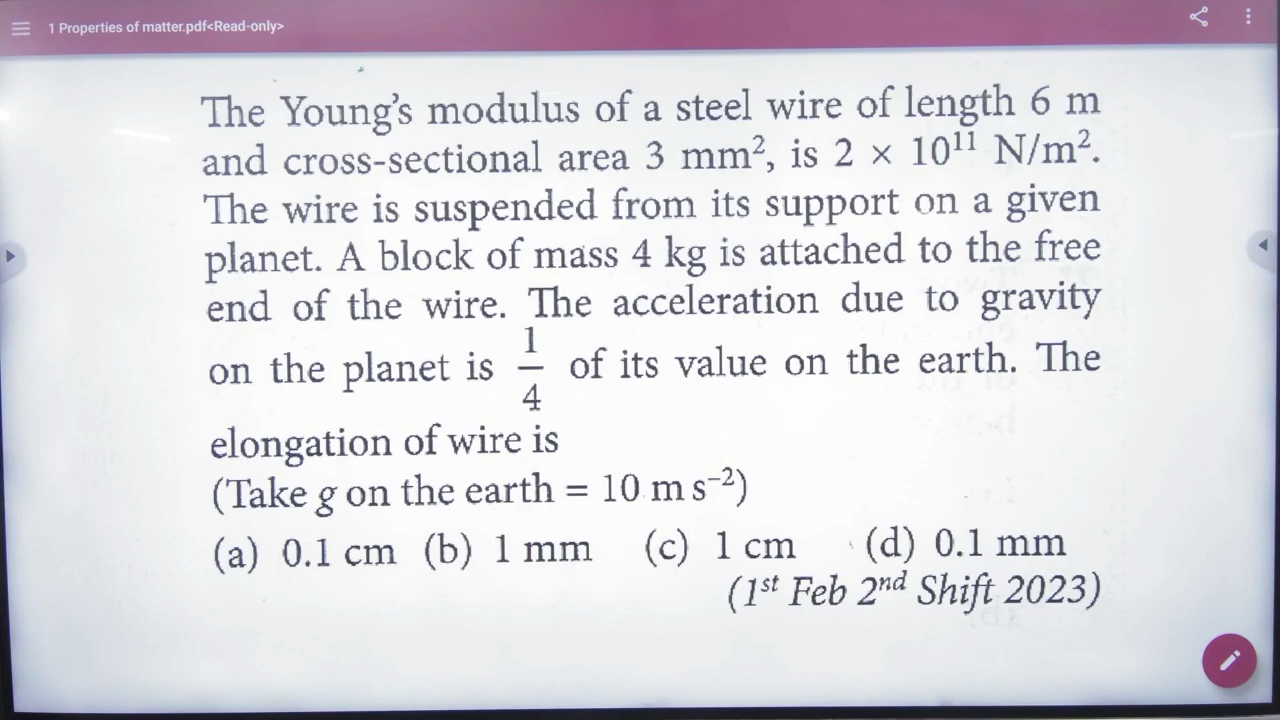 1 Properties of matter.pdf<Read-only>
The Young's modulus of a steel wire of length 6 m
and cross-sectional area 3 mm², is 2 × 10¹¹ N/m².
The wire is suspended from its support on a given
planet. A block of mass 4 kg is attached to the free
end of the wire. The acceleration due to gravity
on the planet is 1/4 of its value on the earth. The
elongation of wire is
(Take g on the earth = 10 m s⁻²)
(a) 0.1 cm (b) 1 mm (c) 1 cm (d) 0.1 mm
(1st Feb 2nd Shift 2023)